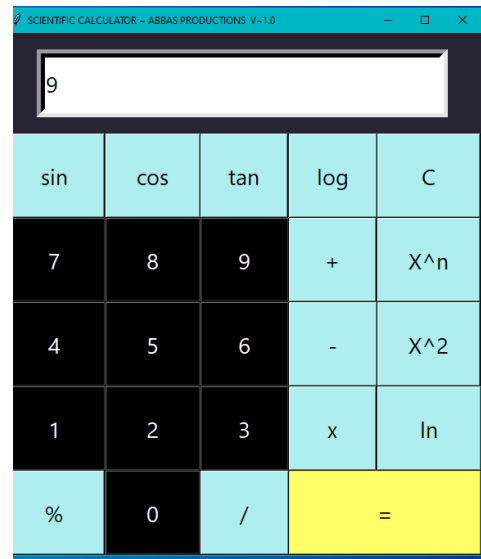 SCIENTIFIC CALCULATOR ~ ABBAS PRODUCTIONS V~1.0
9
sin cos tan log C
7 8 9 + X^n
4 5 6 - X^2
1 2 3 x ln
% 0 / =